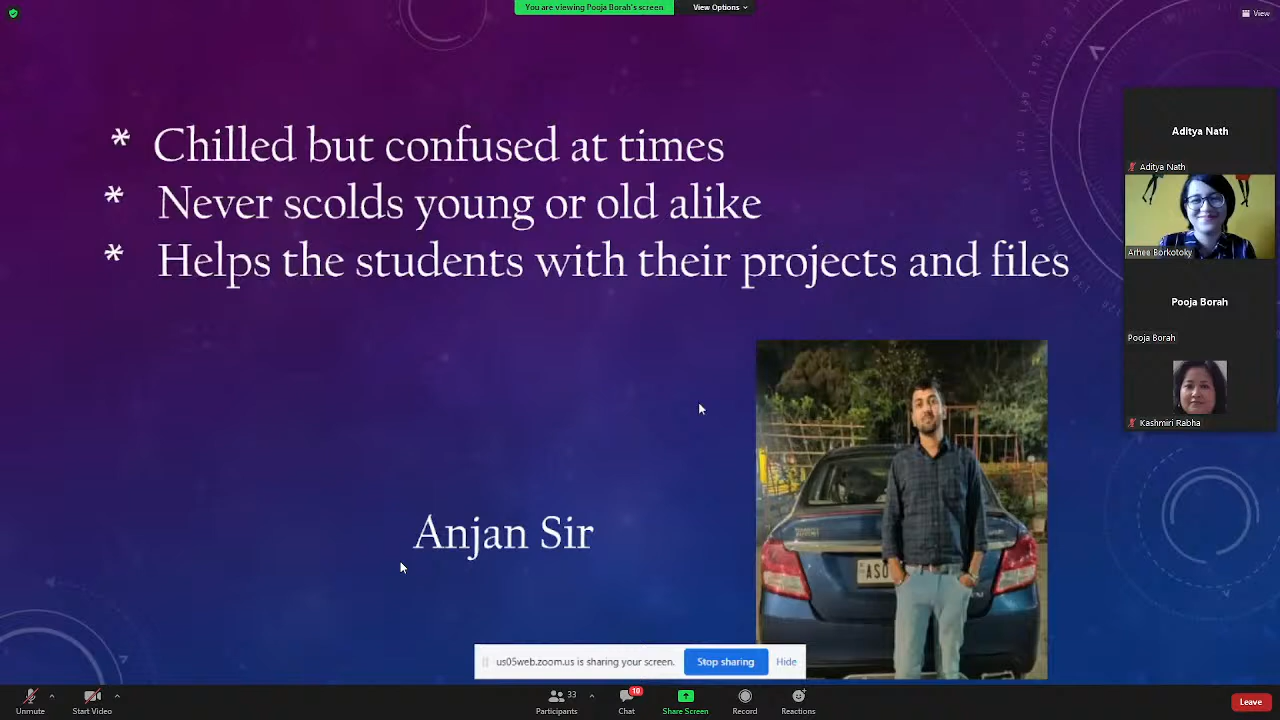 You are viewing Pooja Borah's screen
View Options
View
* Chilled but confused at times
* Never scolds young or old alike
* Helps the students with their projects and files
Anjan Sir
Aditya Nath
Aditya Nath
Arhee Borkotoky
Pooja Borah
Pooja Borah
Kashmiri Rabha
AS0
us05web.zoom.us is sharing your screen.
Stop sharing
Hide
Unmute
Start Video
33
Participants
18
Chat
Share Screen
Record
Reactions
Leave